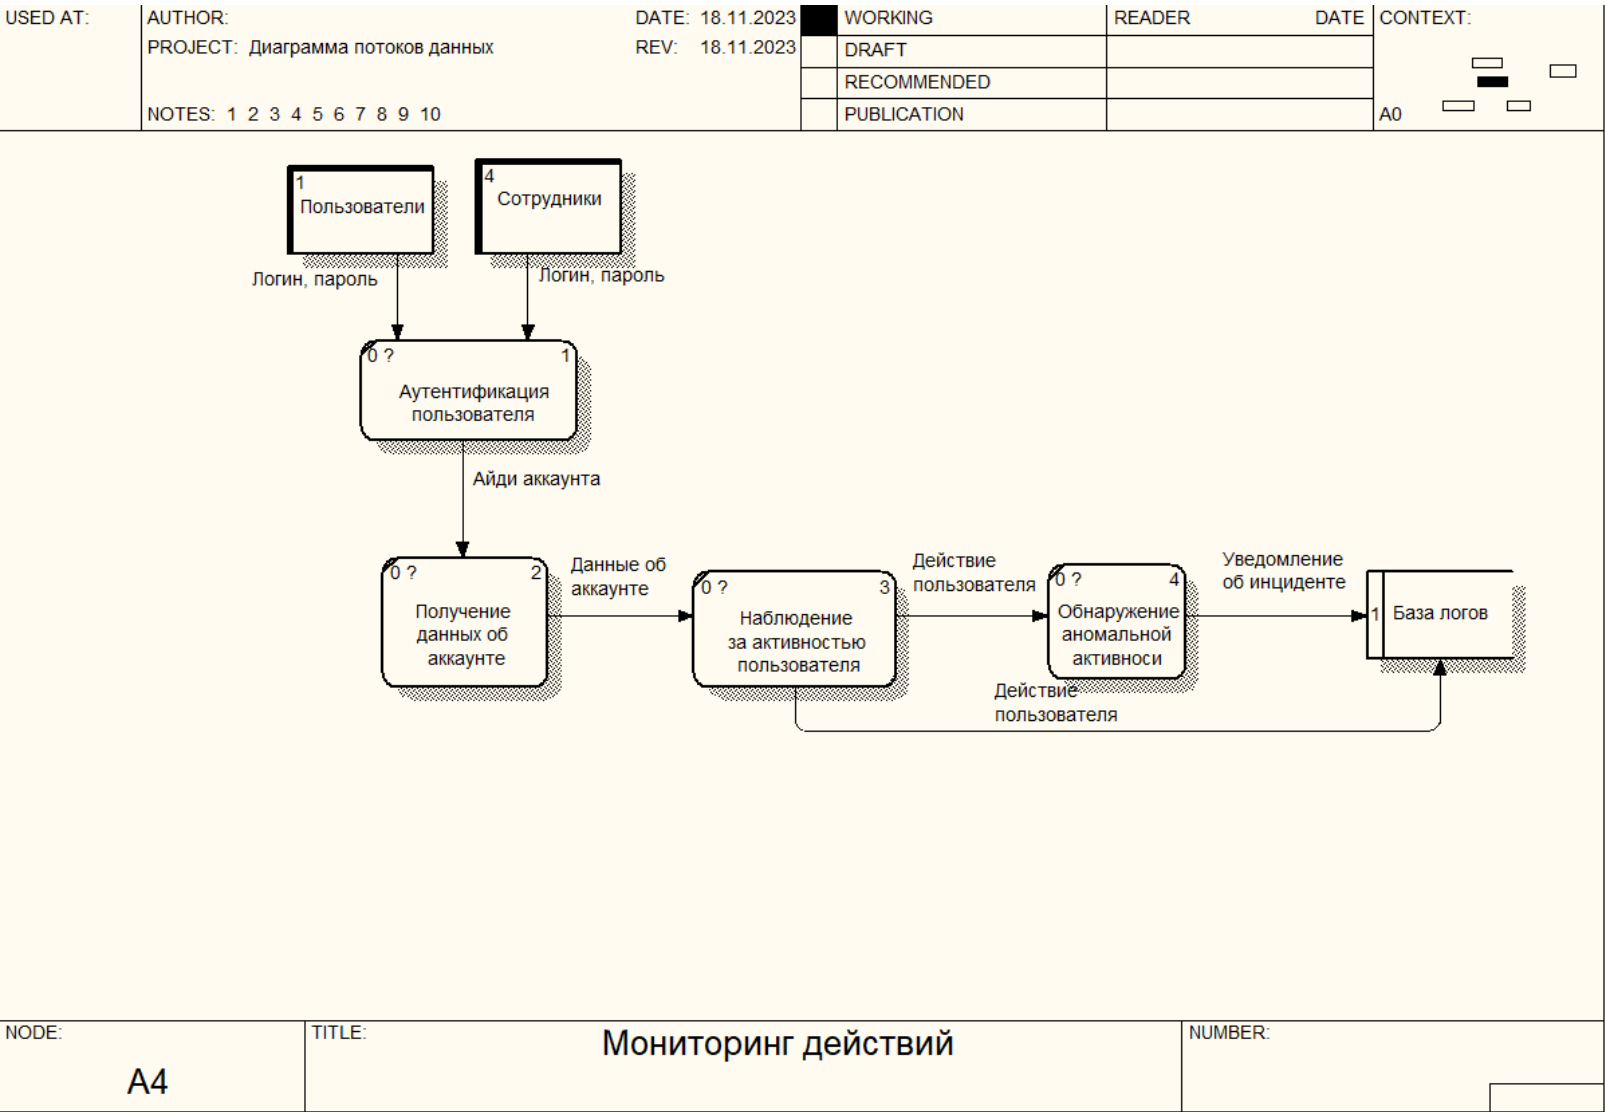 USED AT:
AUTHOR:
DATE: 18.11.2023
PROJECT: Диаграмма потоков данных
REV: 18.11.2023
NOTES: 1 2 3 4 5 6 7 8 9 10
WORKING
DRAFT
RECOMMENDED
PUBLICATION
READER
DATE
CONTEXT:
A0
1
Пользователи
4
Сотрудники
Логин, пароль
Логин, пароль
0 ?
1
Аутентификация
пользователя
Айди аккаунта
0 ?
2
Получение
данных об
аккаунте
Данные об
аккаунте
0 ?
3
Наблюдение
за активностью
пользователя
Действие
пользователя
0 ?
4
Обнаружение
аномальной
активноси
Уведомление
об инциденте
1
База логов
Действие
пользователя
NODE:
A4
TITLE:
Мониторинг действий
NUMBER: